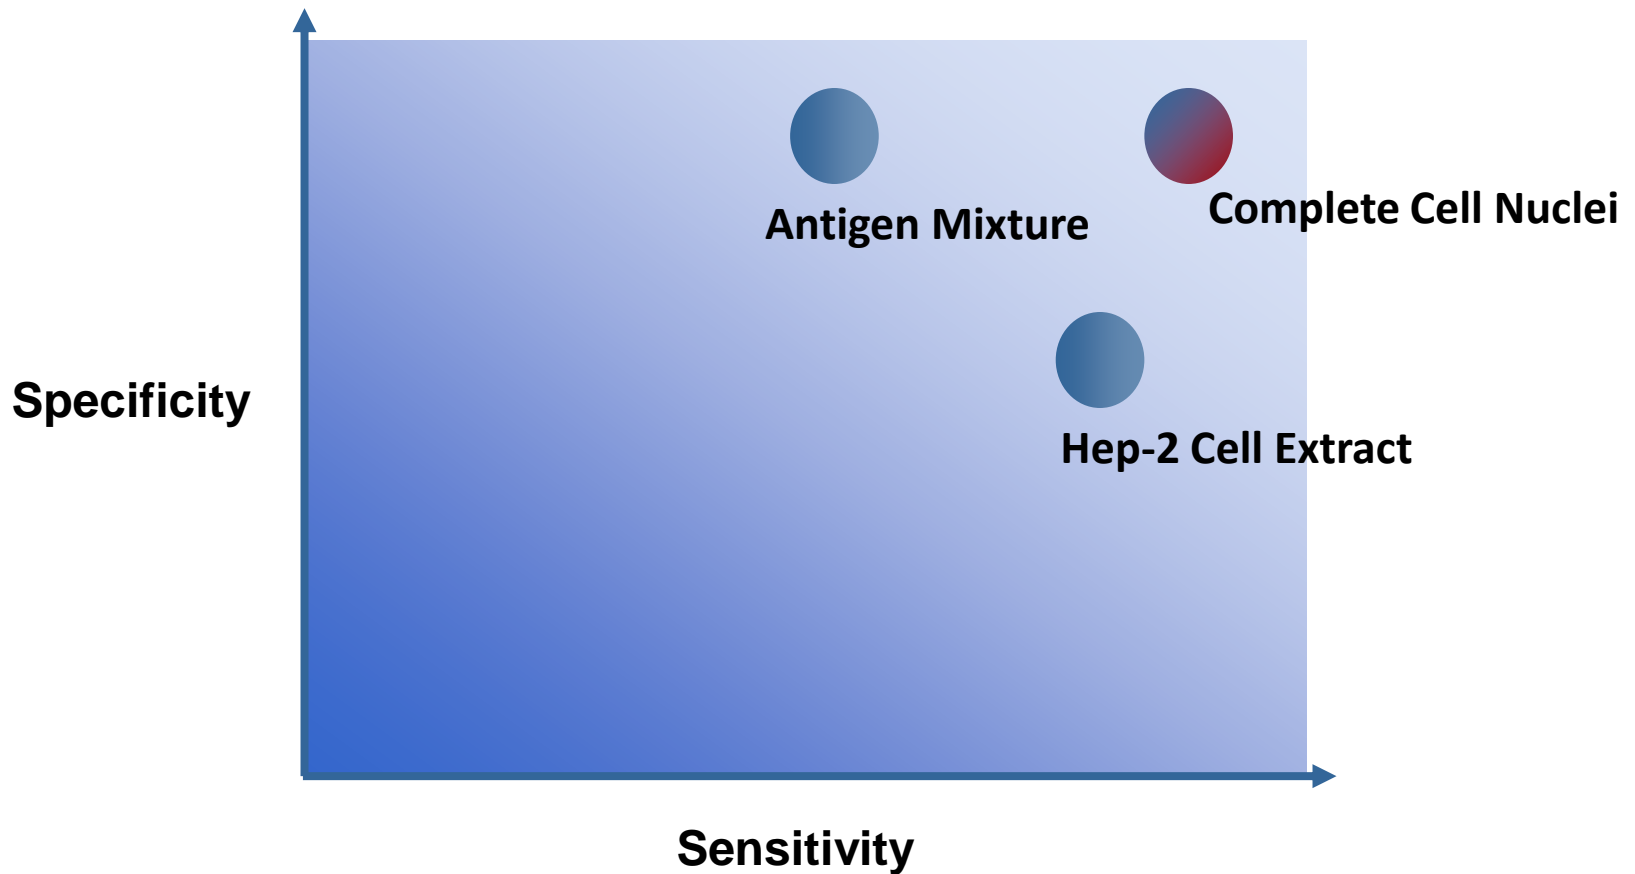 Complete Cell Nuclei
Antigen Mixture
Specificity
Hep-2 Cell Extract
Sensitivity